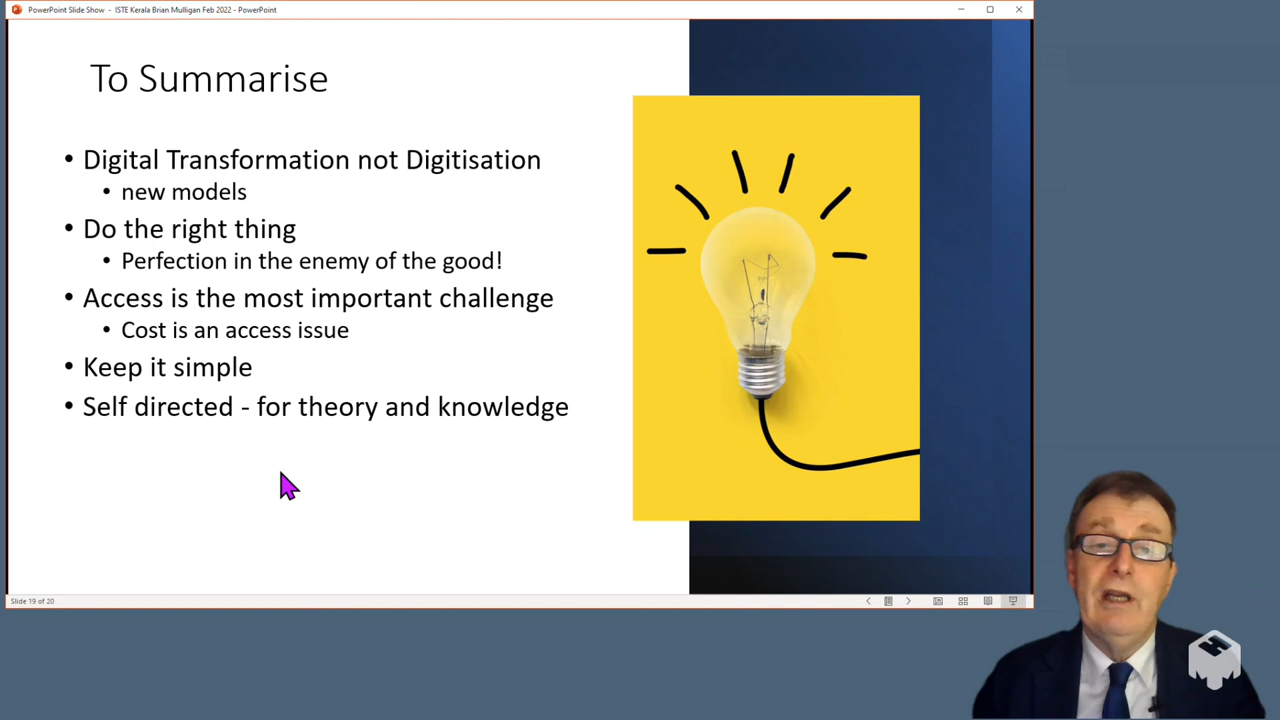 PowerPoint Slide Show - ISTE Kerala Brian Mulligan Feb 2022 - PowerPoint
To Summarise
• Digital Transformation not Digitisation
• new models
• Do the right thing
• Perfection in the enemy of the good!
• Access is the most important challenge
• Cost is an access issue
• Keep it simple
• Self directed - for theory and knowledge
Slide 19 of 20